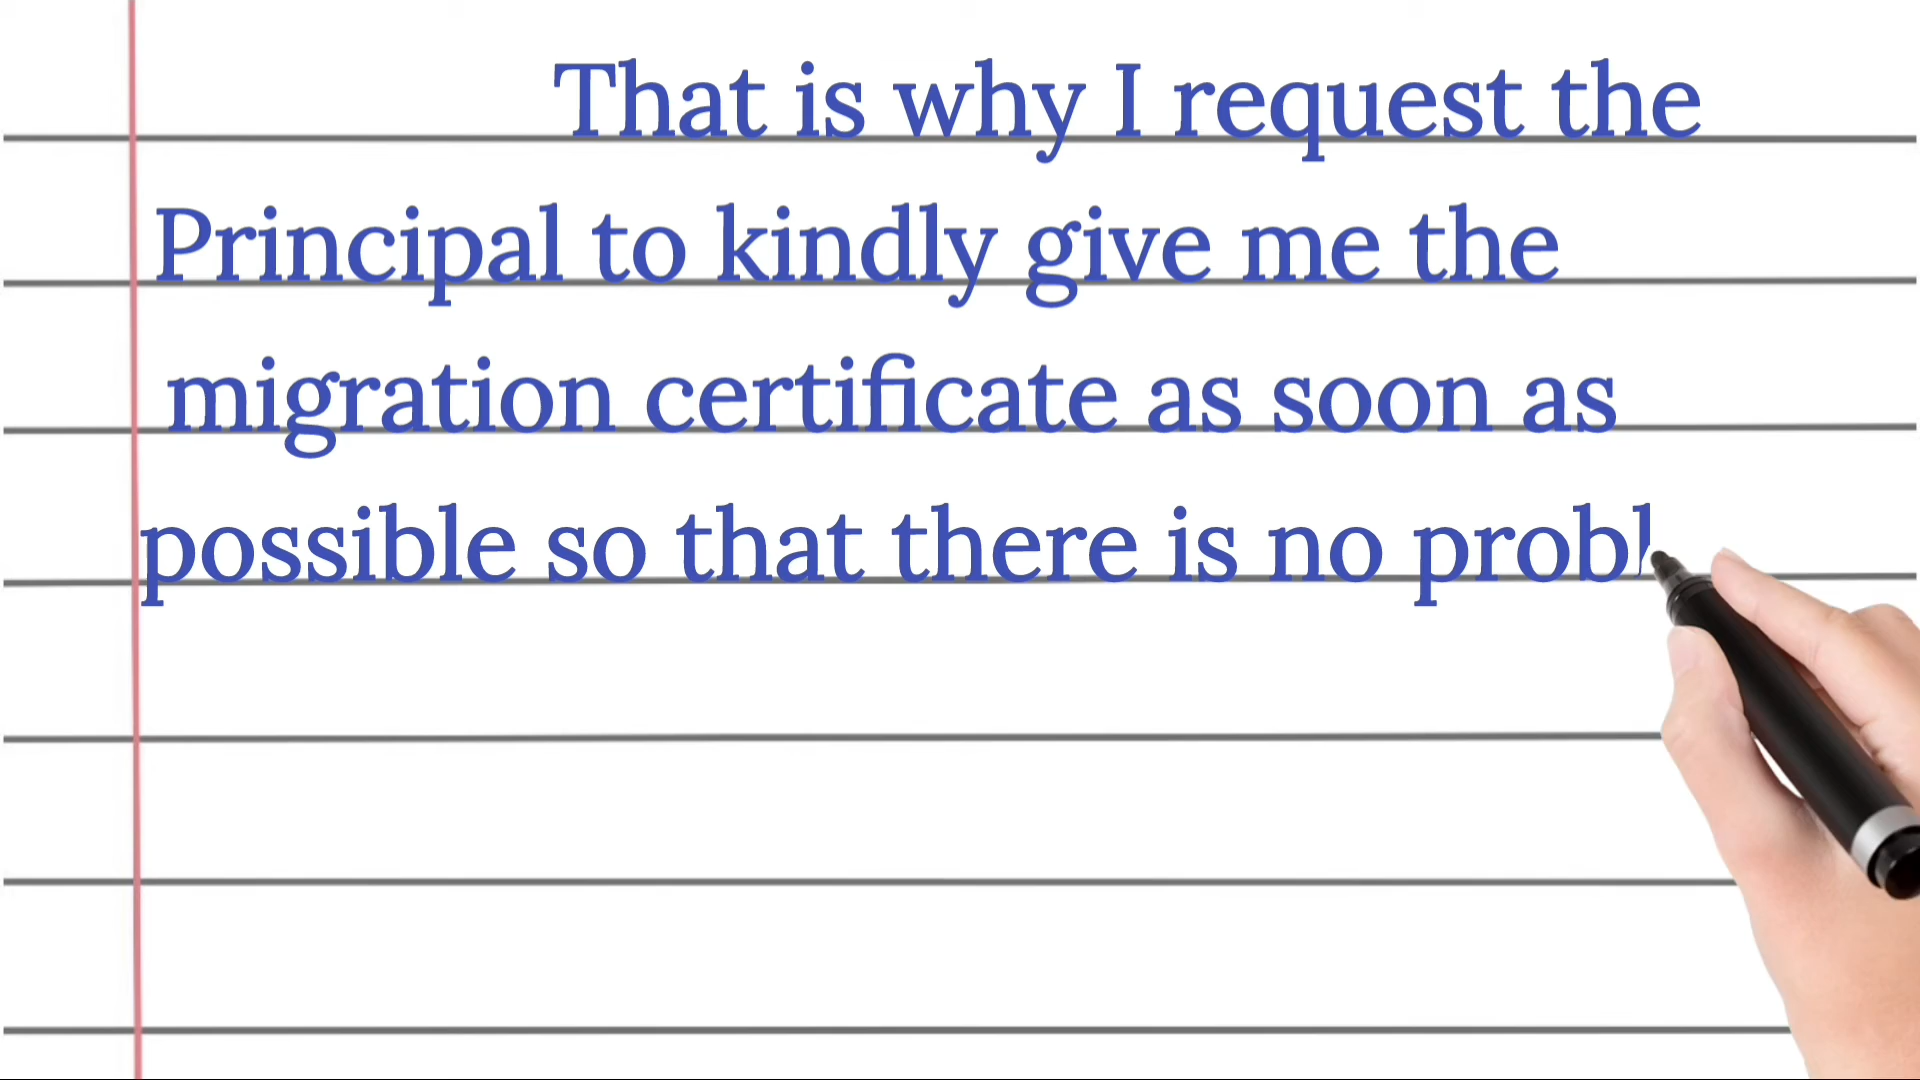 That is why I request the
Principal to kindly give me the
migration certificate as soon as
possible so that there is no probl